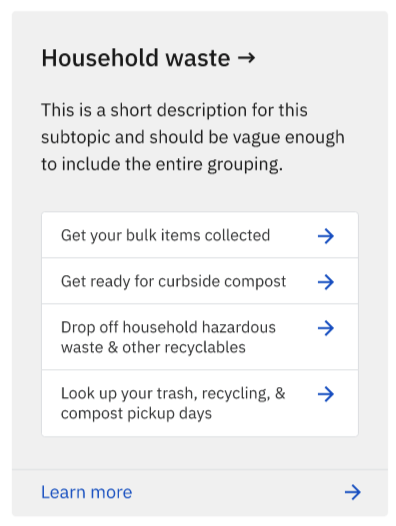 Household waste →
This is a short description for this
subtopic and should be vague enough
to include the entire grouping.
Get your bulk items collected →
Get ready for curbside compost →
Drop off household hazardous →
waste & other recyclables
Look up your trash, recycling, & →
compost pickup days
Learn more →